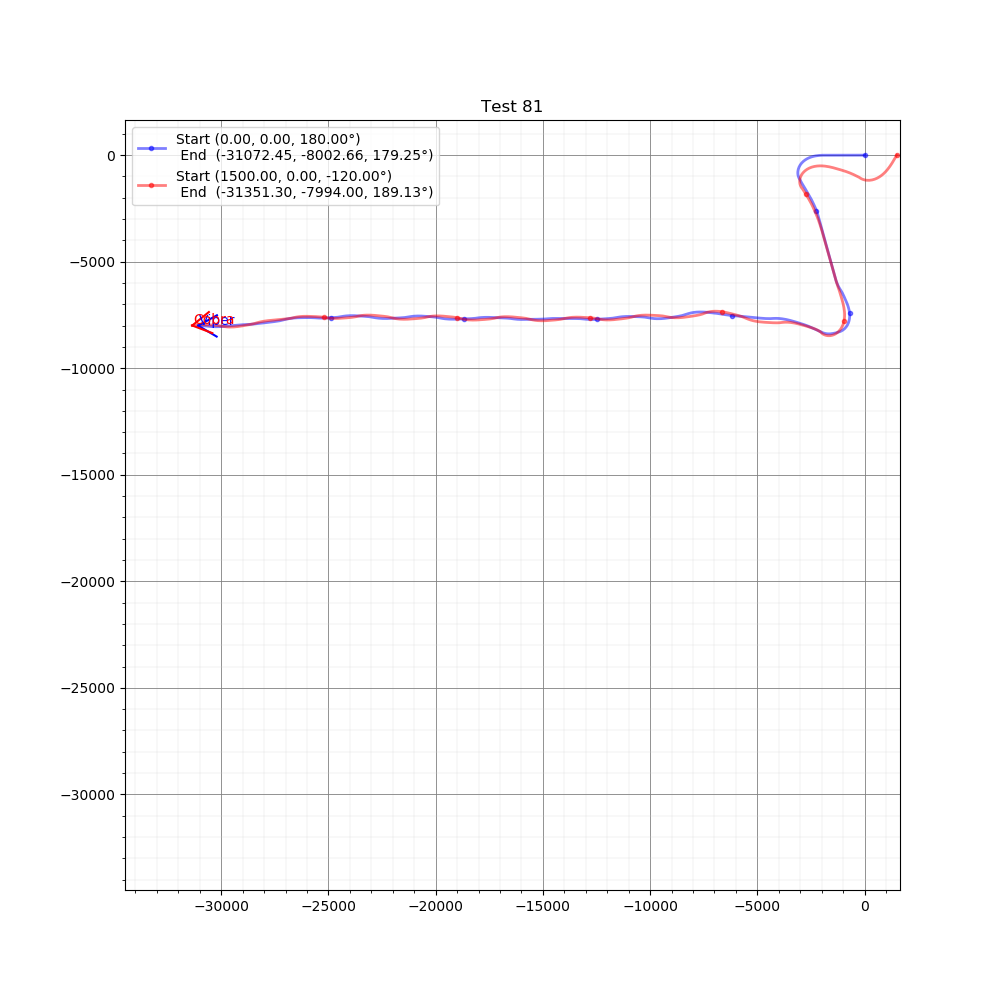 Test 81
Start (0.00, 0.00, 180.00°)
End (-31072.45, -8002.66, 179.25°)
Start (1500.00, 0.00, -120.00°)
End (-31351.30, -7994.00, 189.13°)
0
−5000
−10000
−15000
−20000
−25000
−30000
−30000 −25000 −20000 −15000 −10000 −5000 0